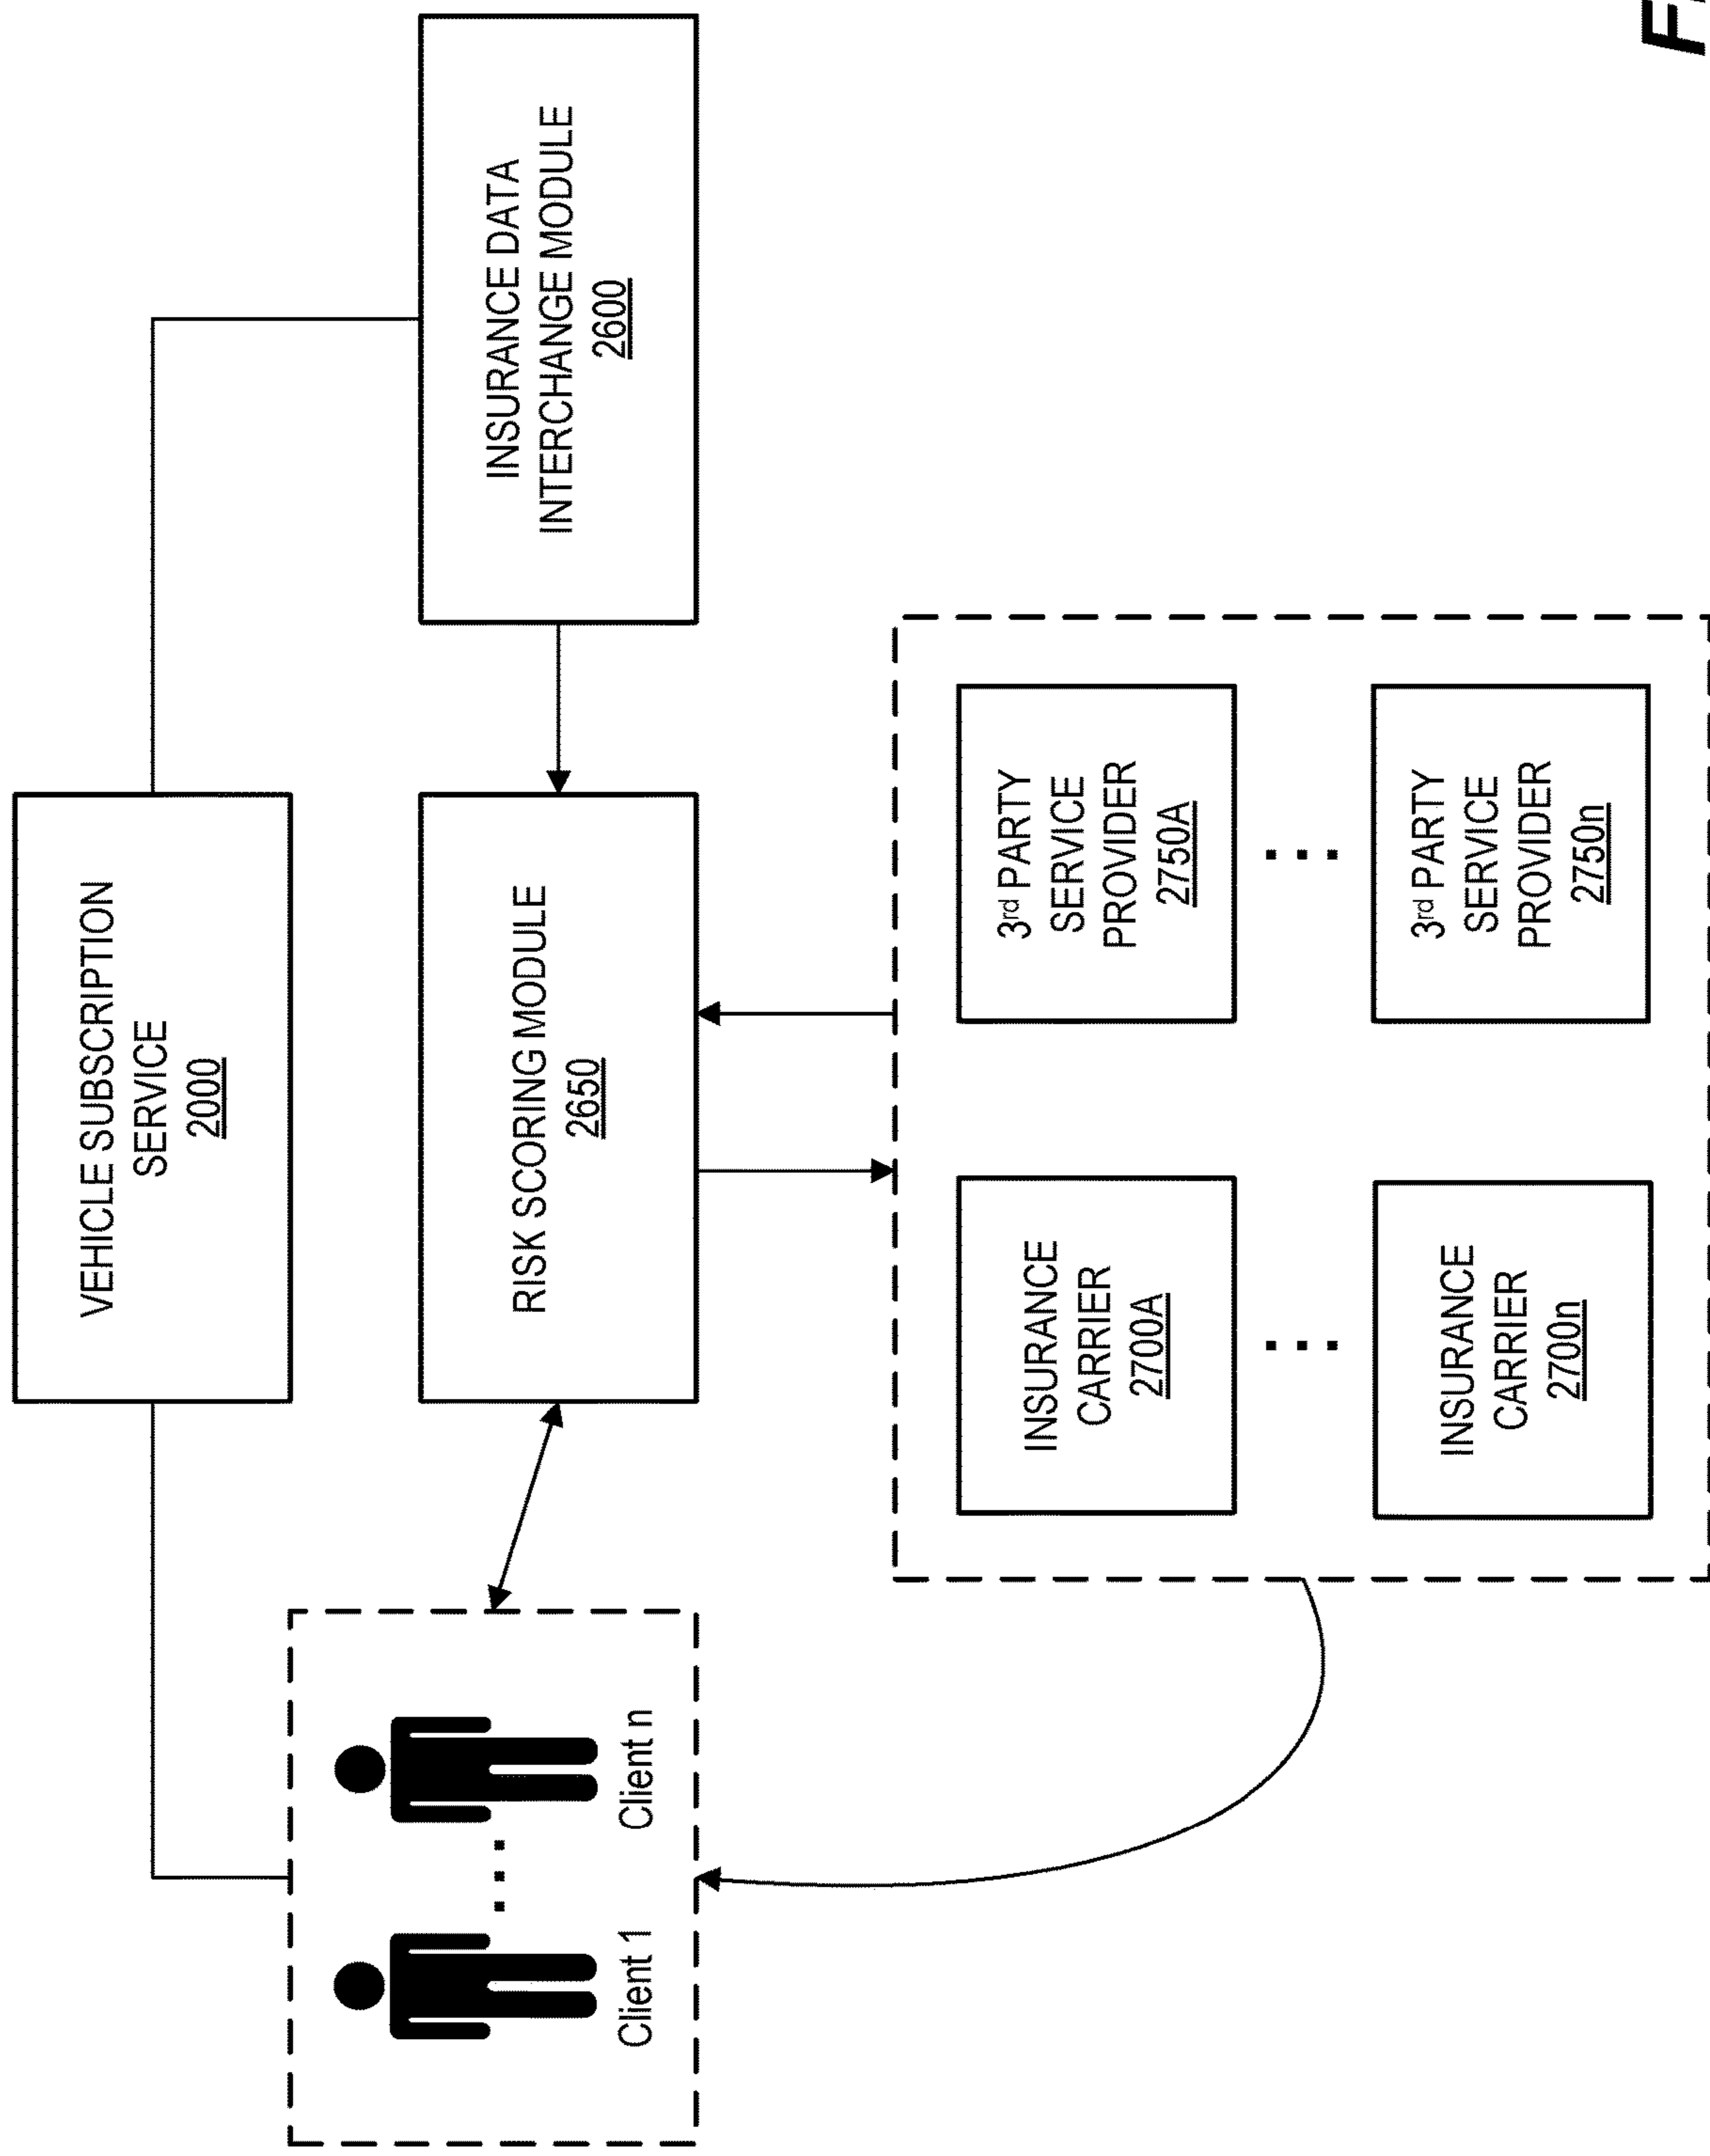 VEHICLE SUBSCRIPTION
SERVICE
2000
Client 1
Client n
RISK SCORING MODULE
2650
INSURANCE DATA
INTERCHANGE MODULE
2600
INSURANCE
CARRIER
2700A
3rd PARTY
SERVICE
PROVIDER
2750A
INSURANCE
CARRIER
2700n
3rd PARTY
SERVICE
PROVIDER
2750n